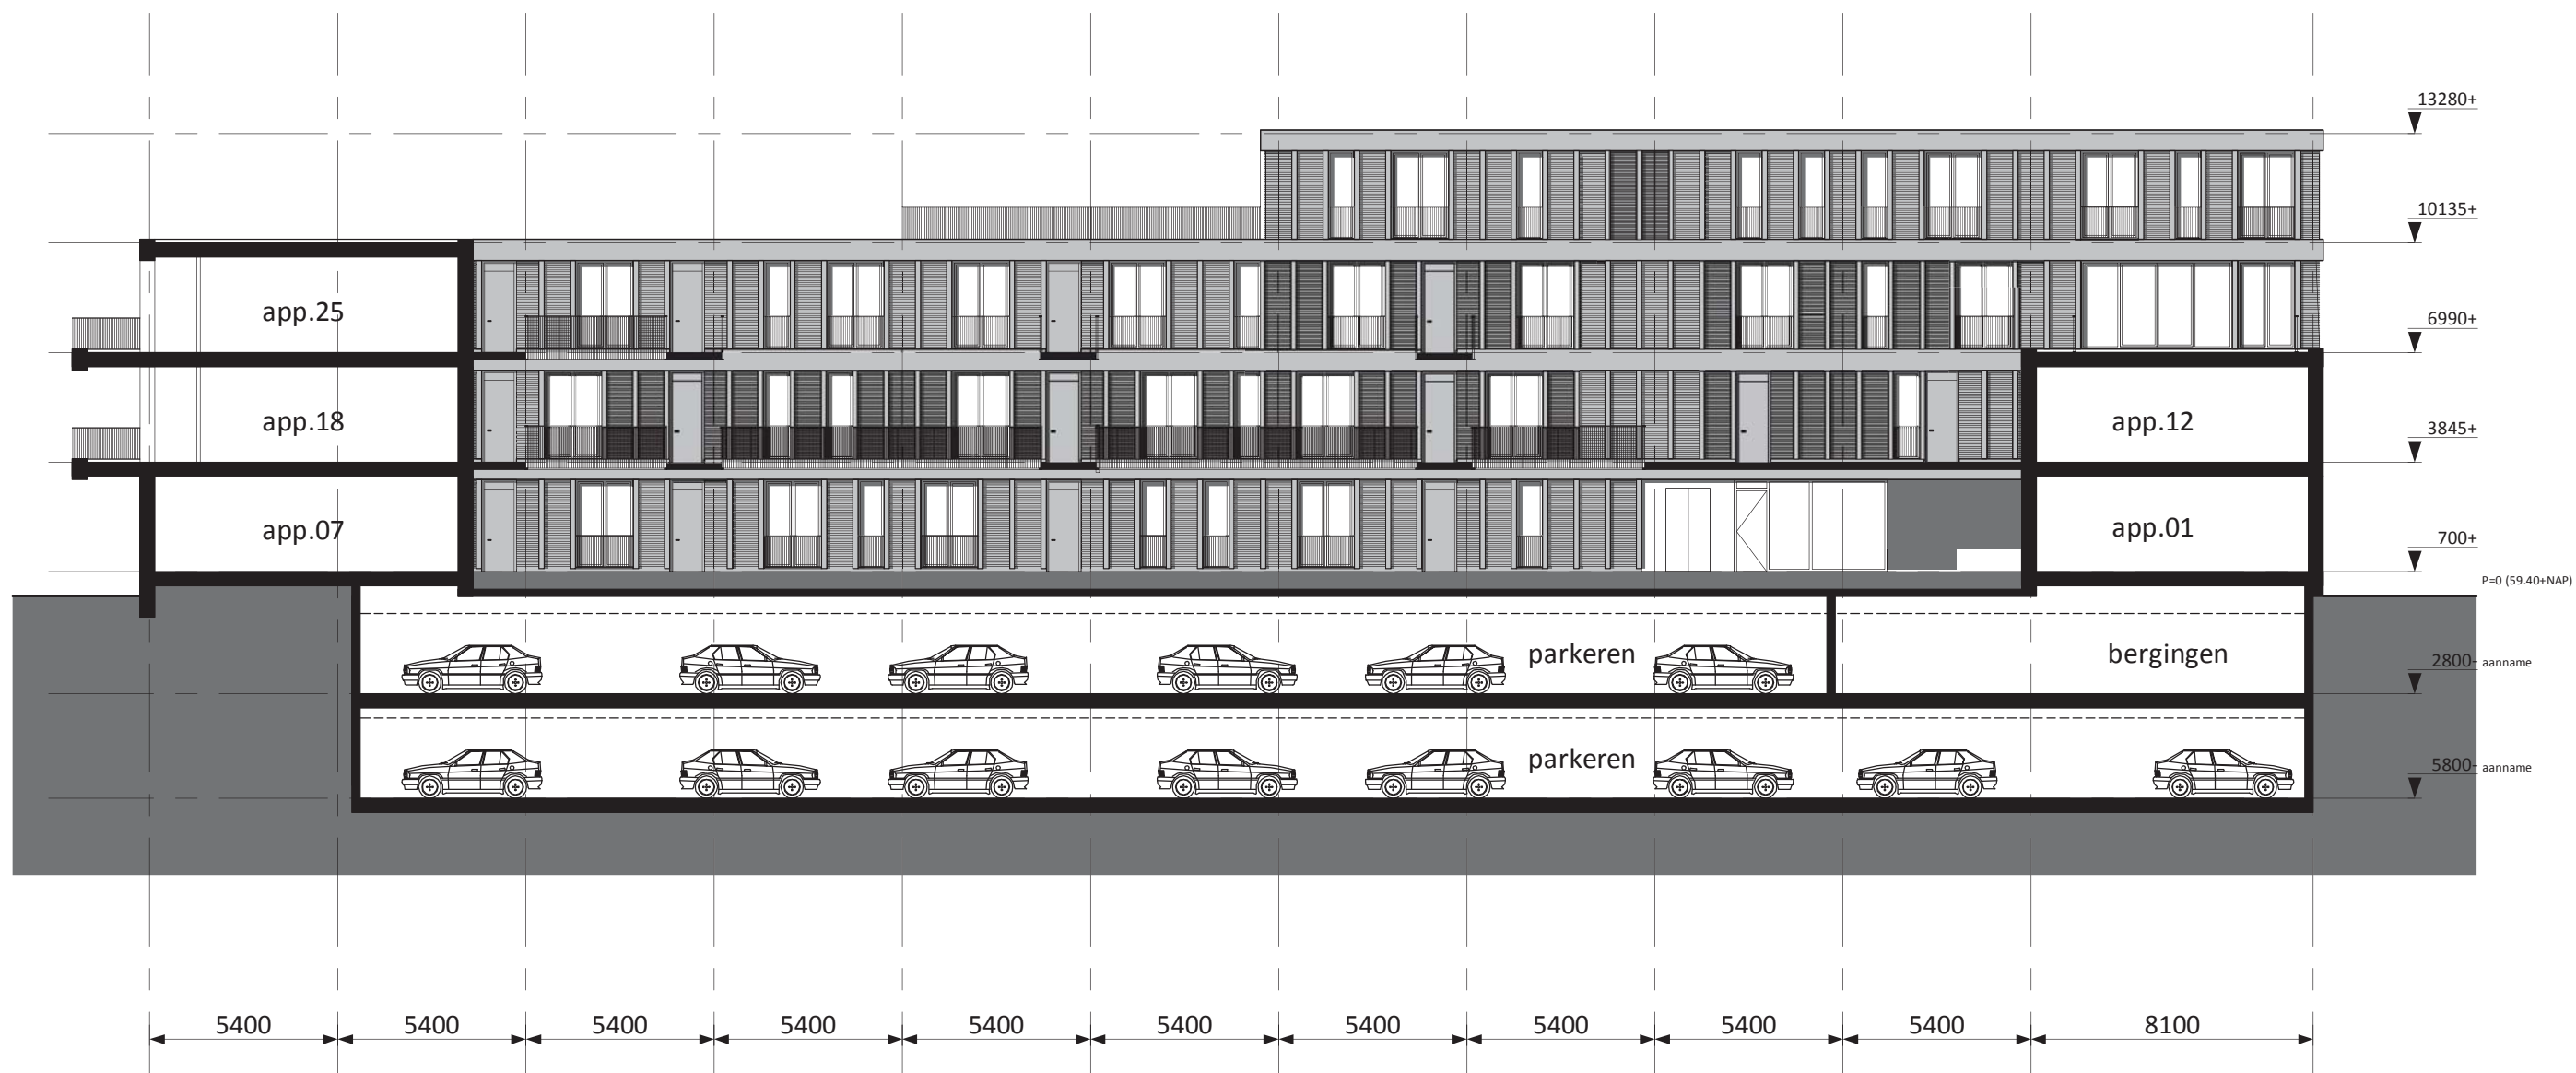 13280+
10135+
app.25
6990+
app.18
app.12
3845+
app.07
app.01
700+
P=0 (59.40+NAP)
parkeren
bergingen
2800- aanname
parkeren
5800- aanname
5400 5400 5400 5400 5400 5400 5400 5400 5400 5400 8100